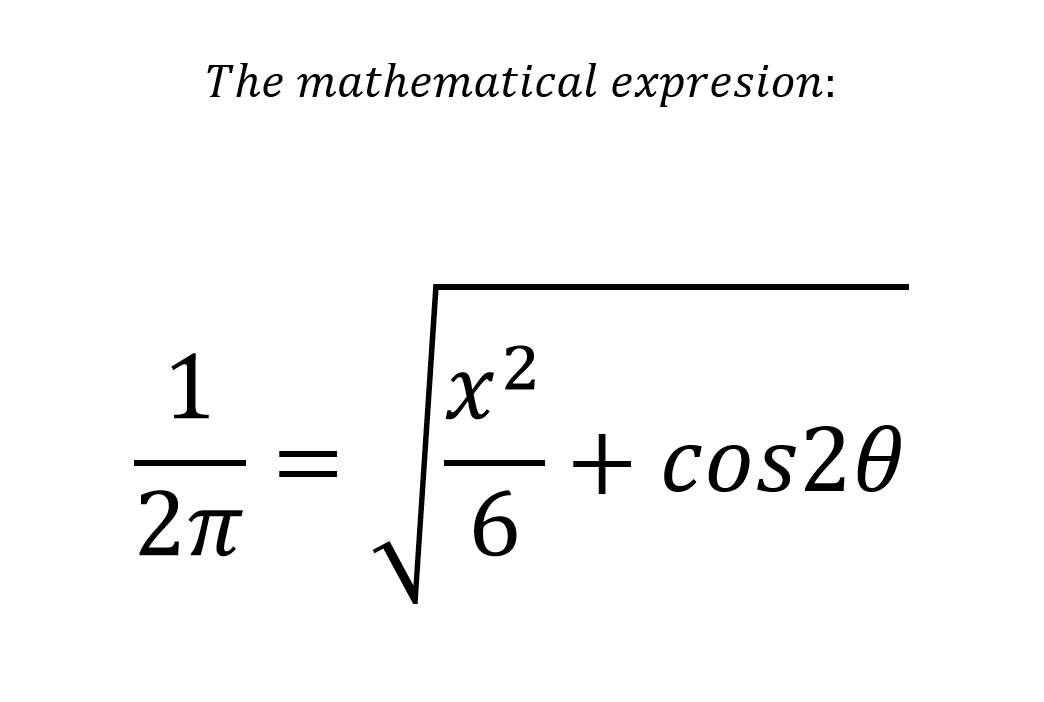 The mathematical expresion:
1/2π = √(x²/6 + cos2θ)